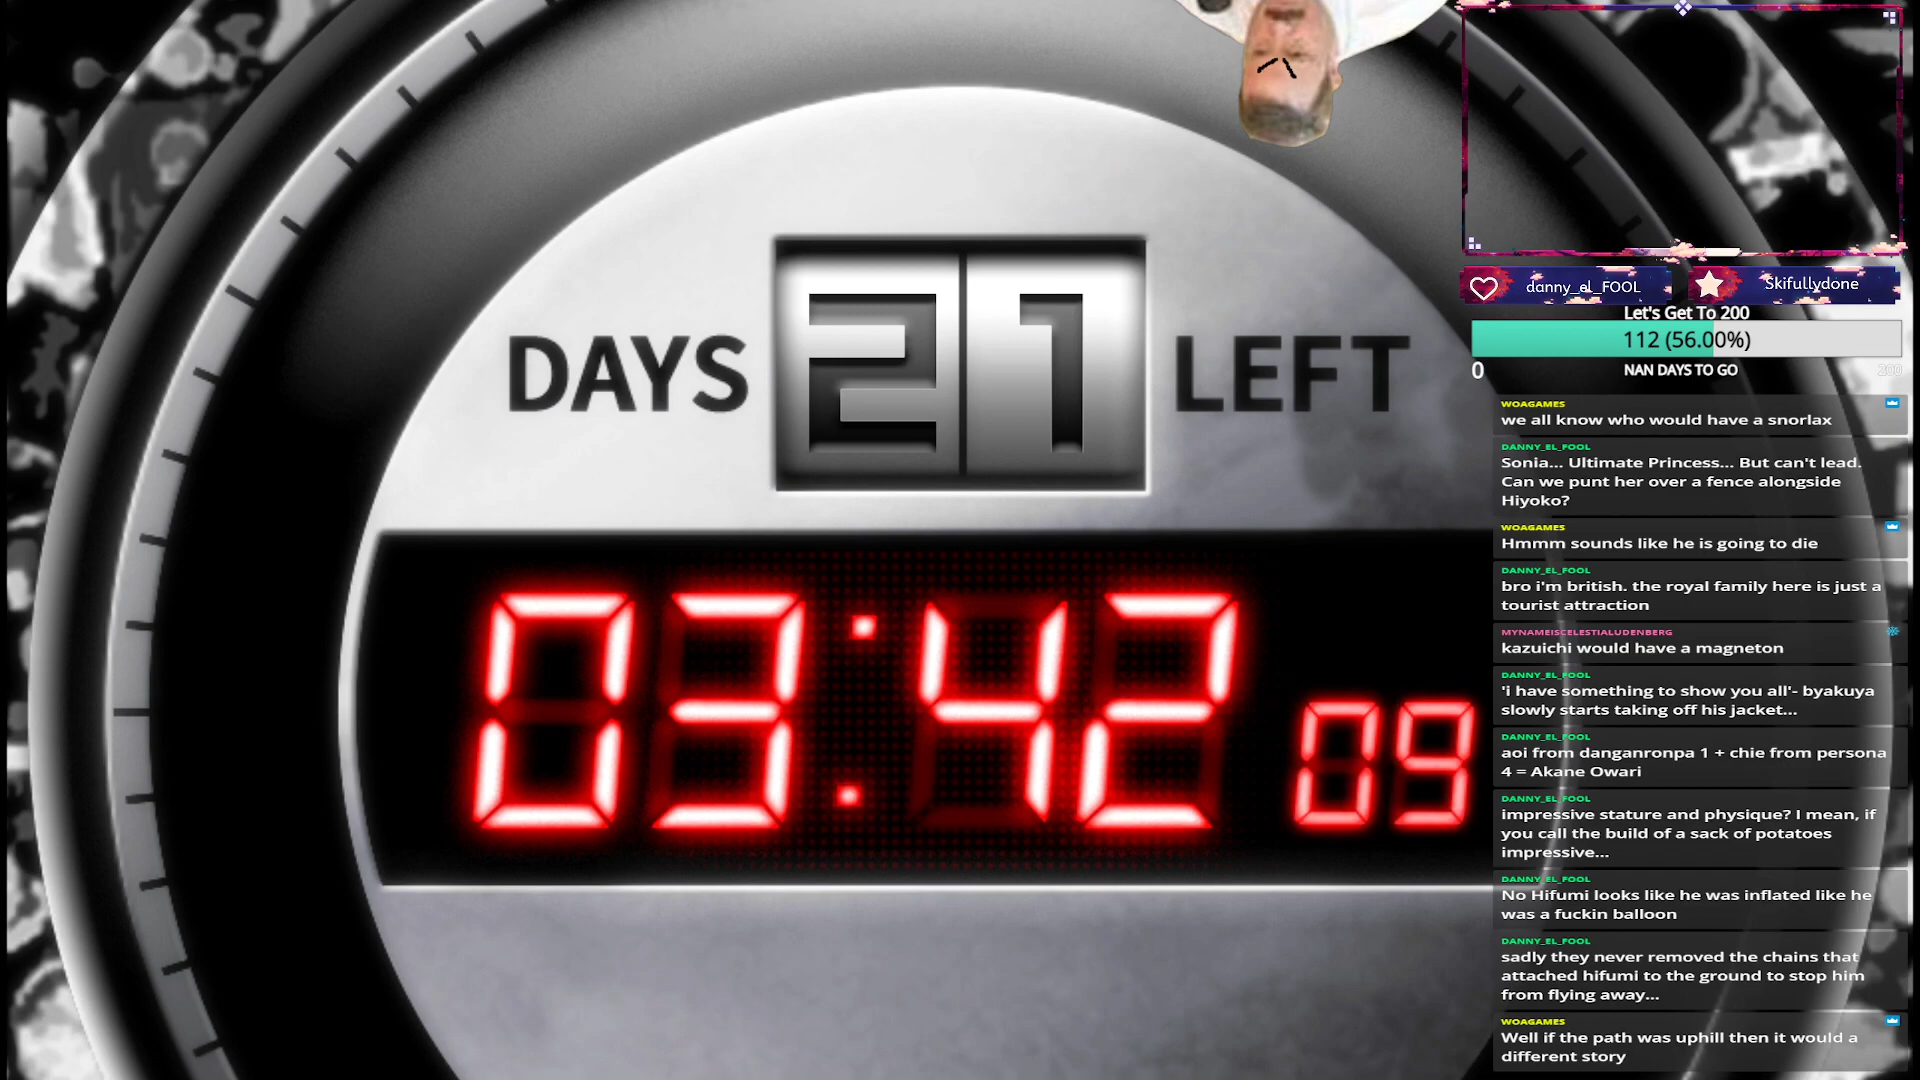 DAYS 21 LEFT
03:42 09
danny_el_FOOL
Skifullydone
Let's Get To 200
112 (56.00%)
0 NAN DAYS TO GO 200
WOAGAMES
we all know who would have a snorlax
DANNY_EL_FOOL
Sonia... Ultimate Princess... But can't lead.
Can we punt her over a fence alongside
Hiyoko?
WOAGAMES
Hmmm sounds like he is going to die
DANNY_EL_FOOL
bro i'm british. the royal family here is just a
tourist attraction
MYNAMEISCELESTIALUDENBERG
kazuichi would have a magneton
DANNY_EL_FOOL
'i have something to show you all'- byakuya
slowly starts taking off his jacket...
DANNY_EL_FOOL
aoi from danganronpa 1 + chie from persona
4 = Akane Owari
DANNY_EL_FOOL
impressive stature and physique? I mean, if
you call the build of a sack of potatoes
impressive...
DANNY_EL_FOOL
No Hifumi looks like he was inflated like he
was a fuckin balloon
DANNY_EL_FOOL
sadly they never removed the chains that
attached hifumi to the ground to stop him
from flying away...
WOAGAMES
Well if the path was uphill then it would a
different story